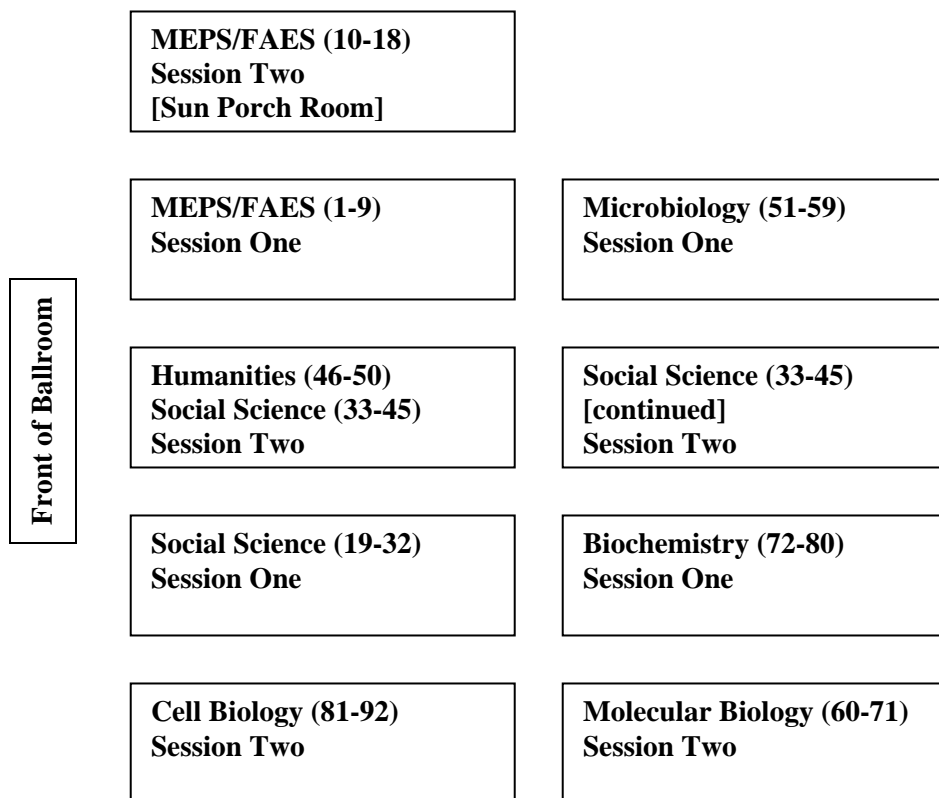 MEPS/FAES (10-18)
Session Two
[Sun Porch Room]
MEPS/FAES (1-9)
Session One
Microbiology (51-59)
Session One
Front of Ballroom
Humanities (46-50)
Social Science (33-45)
Session Two
Social Science (33-45)
[continued]
Session Two
Social Science (19-32)
Session One
Biochemistry (72-80)
Session One
Cell Biology (81-92)
Session Two
Molecular Biology (60-71)
Session Two